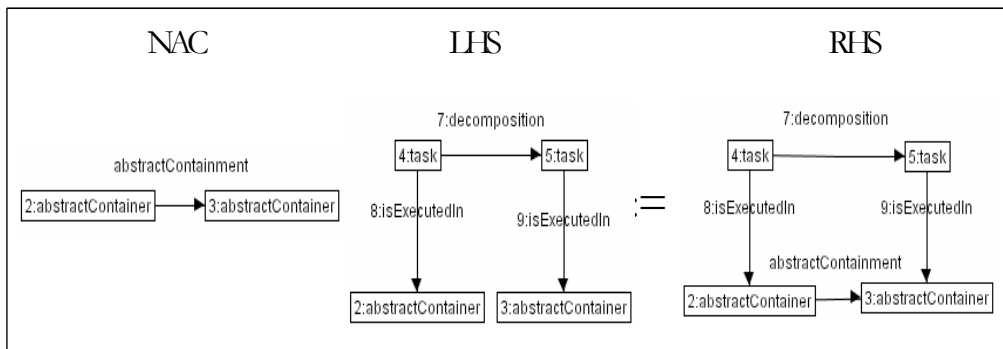 NAC
LHS
RHS
abstractContainment
2:abstractContainer
3:abstractContainer
7:decomposition
4:task
5:task
8:isExecutedIn
9:isExecutedIn
2:abstractContainer
3:abstractContainer
:=
7:decomposition
4:task
5:task
8:isExecutedIn
9:isExecutedIn
abstractContainment
2:abstractContainer
3:abstractContainer